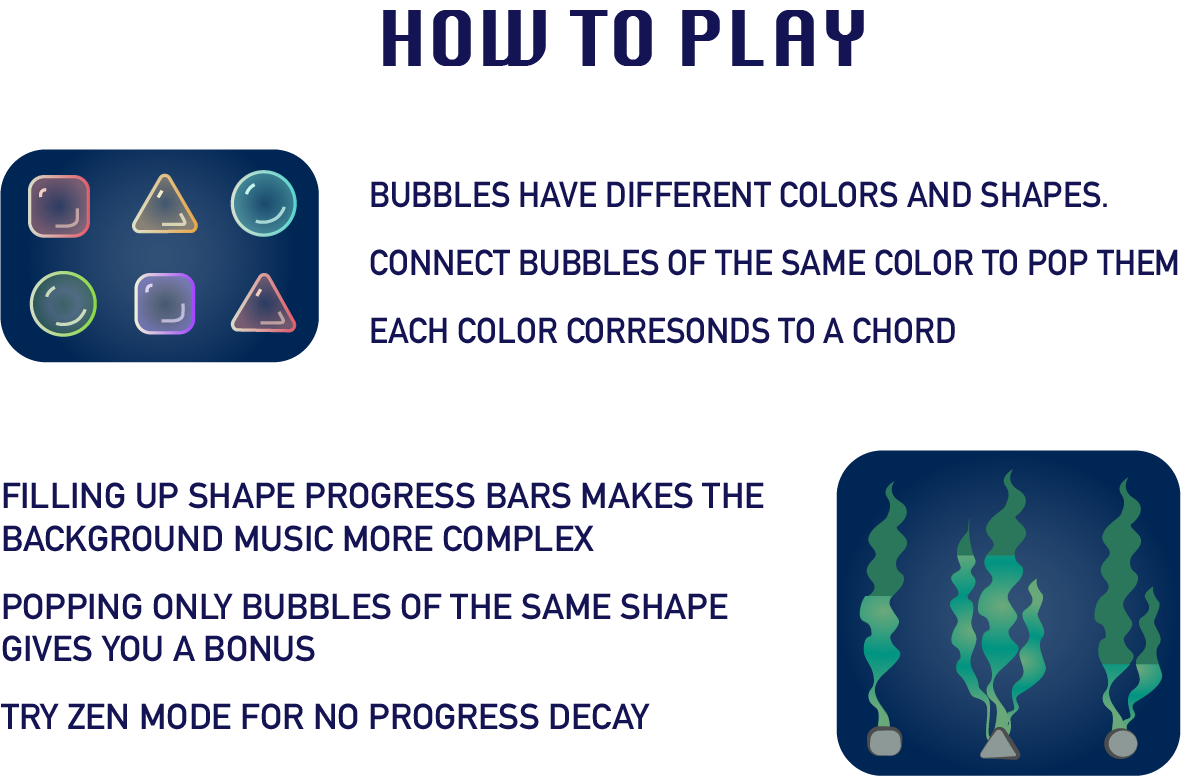 HOW TO PLAY
BUBBLES HAVE DIFFERENT COLORS AND SHAPES.
CONNECT BUBBLES OF THE SAME COLOR TO POP THEM
EACH COLOR CORRESONDS TO A CHORD
FILLING UP SHAPE PROGRESS BARS MAKES THE
BACKGROUND MUSIC MORE COMPLEX
POPPING ONLY BUBBLES OF THE SAME SHAPE
GIVES YOU A BONUS
TRY ZEN MODE FOR NO PROGRESS DECAY